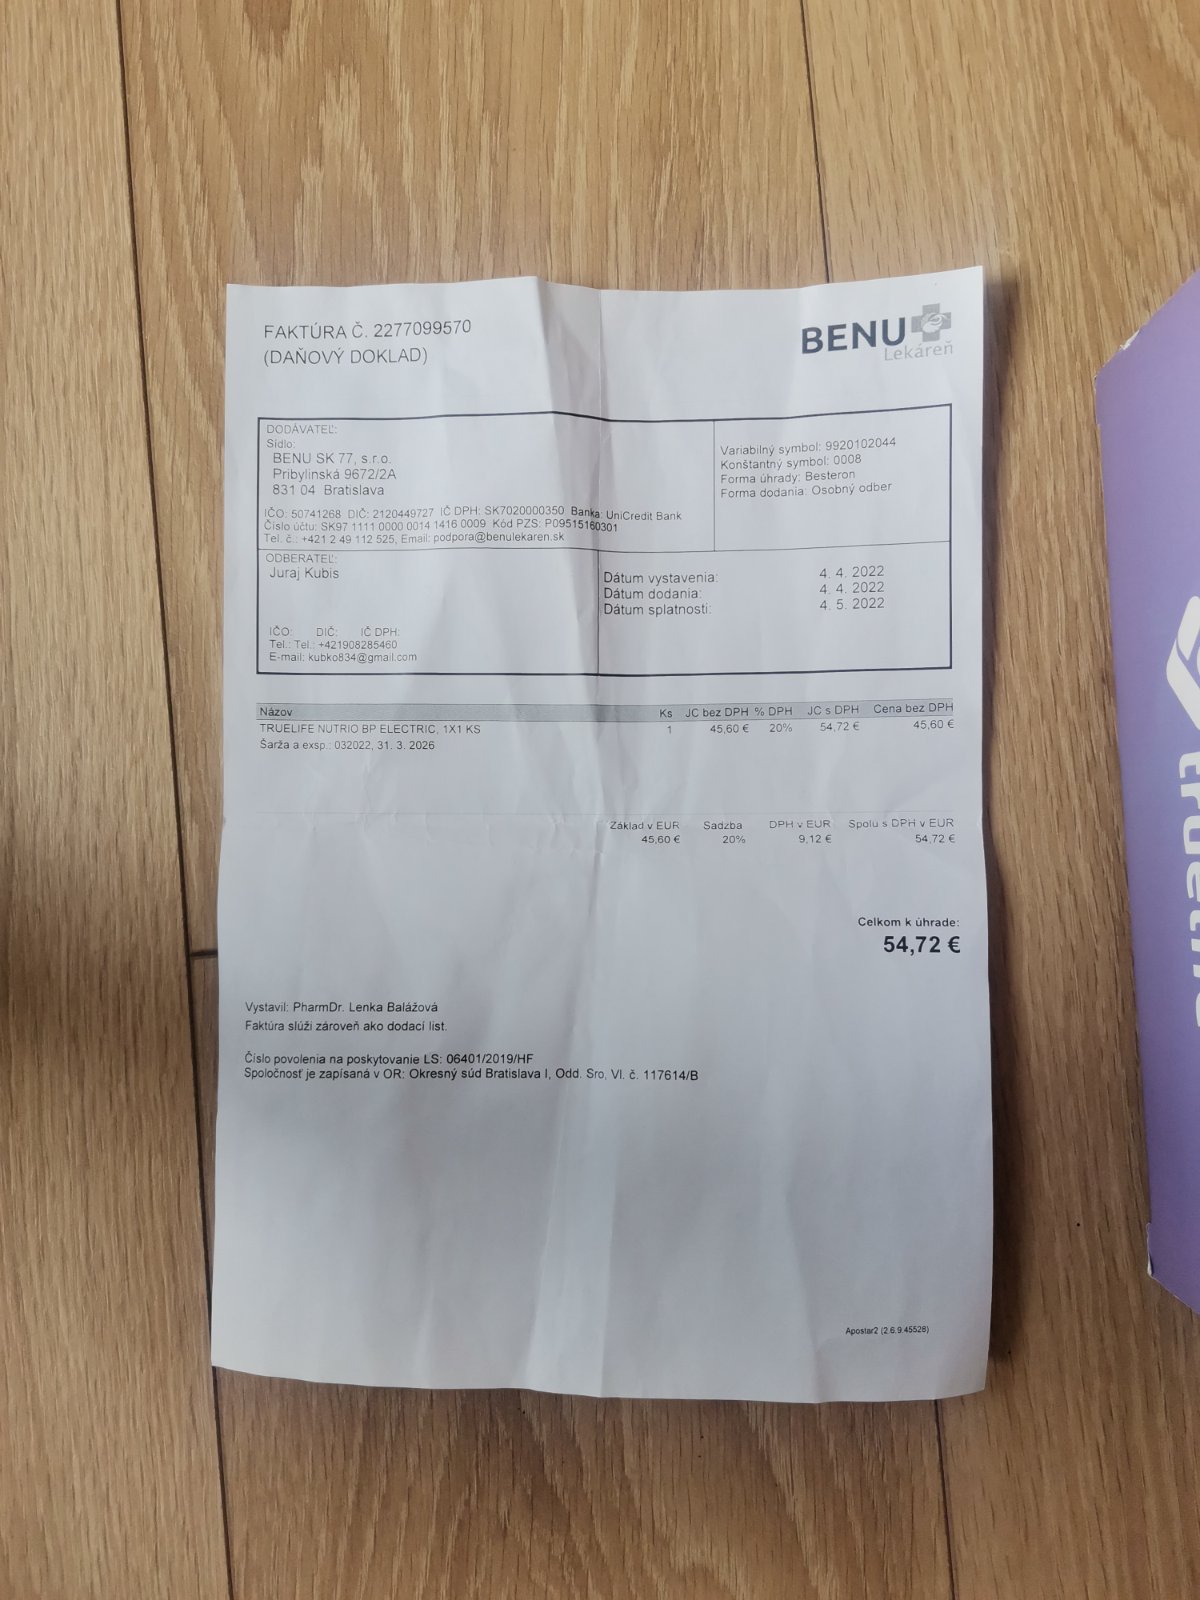 FAKTÚRA Č. 2277099570
(DAŇOVÝ DOKLAD)
BENU
Lekáreň
DODÁVATEĽ:
Sídlo:
BENU SK 77, s.r.o.
Pribylinská 9672/2A
831 04 Bratislava
IČO: 50741268 DIČ: 2120449727 IČ DPH: SK7020000350 Banka: UniCredit Bank
Číslo účtu: SK97 1111 0000 0014 1416 0009 Kód PZS: P09515160301
Tel. č.: +421 2 49 112 525, Email: podpora@benulekaren.sk
Variabilný symbol: 9920102044
Konštantný symbol: 0008
Forma úhrady: Besteron
Forma dodania: Osobný odber
ODBERATEĽ:
Juraj Kubis
IČO: DIČ: IČ DPH:
Tel.: Tel.: +421908285460
E-mail: kubko834@gmail.com
Dátum vystavenia: 4. 4. 2022
Dátum dodania: 4. 4. 2022
Dátum splatnosti: 4. 5. 2022
Názov Ks JC bez DPH % DPH JC s DPH Cena bez DPH
TRUELIFE NUTRIO BP ELECTRIC, 1X1 KS 1 45,60 € 20% 54,72 € 45,60 €
Šarža a exsp.: 032022, 31. 3. 2026
Základ v EUR Sadzba DPH v EUR Spolu s DPH v EUR
45,60 € 20% 9,12 € 54,72 €
Celkom k úhrade:
54,72 €
Vystavil: PharmDr. Lenka Balážová
Faktúra slúži zároveň ako dodací list.
Číslo povolenia na poskytovanie LS: 06401/2019/HF
Spoločnosť je zapísaná v OR: Okresný súd Bratislava I, Odd. Sro, Vl. č. 117614/B
Apostar2 (2.6.9.45528)